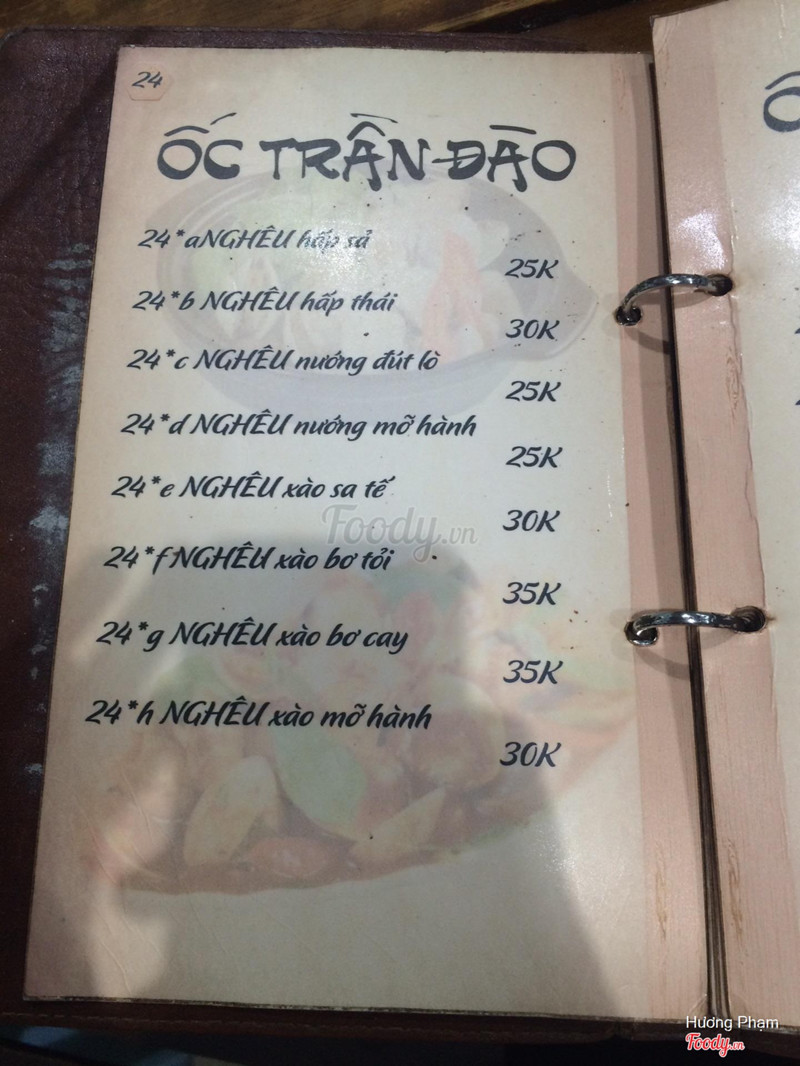 24
ỐC TRẦN ĐÀO
24*a NGHÊU hấp sả
25K
24*b NGHÊU hấp thái
30K
24*c NGHÊU nướng đút lò
25K
24*d NGHÊU nướng mỡ hành
25K
24*e NGHÊU xào sa tế
30K
Foody.vn
24*f NGHÊU xào bơ tỏi
35K
24*g NGHÊU xào bơ cay
35K
24*h NGHÊU xào mỡ hành
30K
Ố
Hương Phạm
Foody.vn